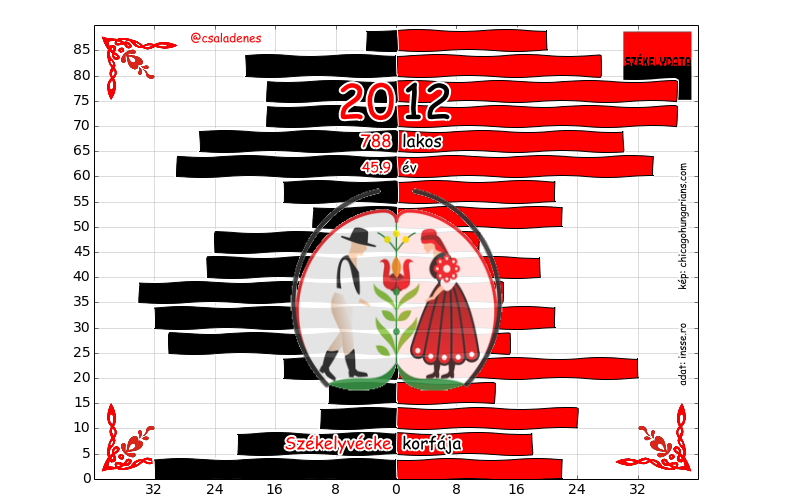 @csaladenes
SZÉKELYDATA
2012
788 lakos
45.9 év
kép: chicagohungarians.com
adat: insse.ro
Székelyvécke korfája
85
80
75
70
65
60
55
50
45
40
35
30
25
20
15
10
5
0
32 24 16 8 0 8 16 24 32